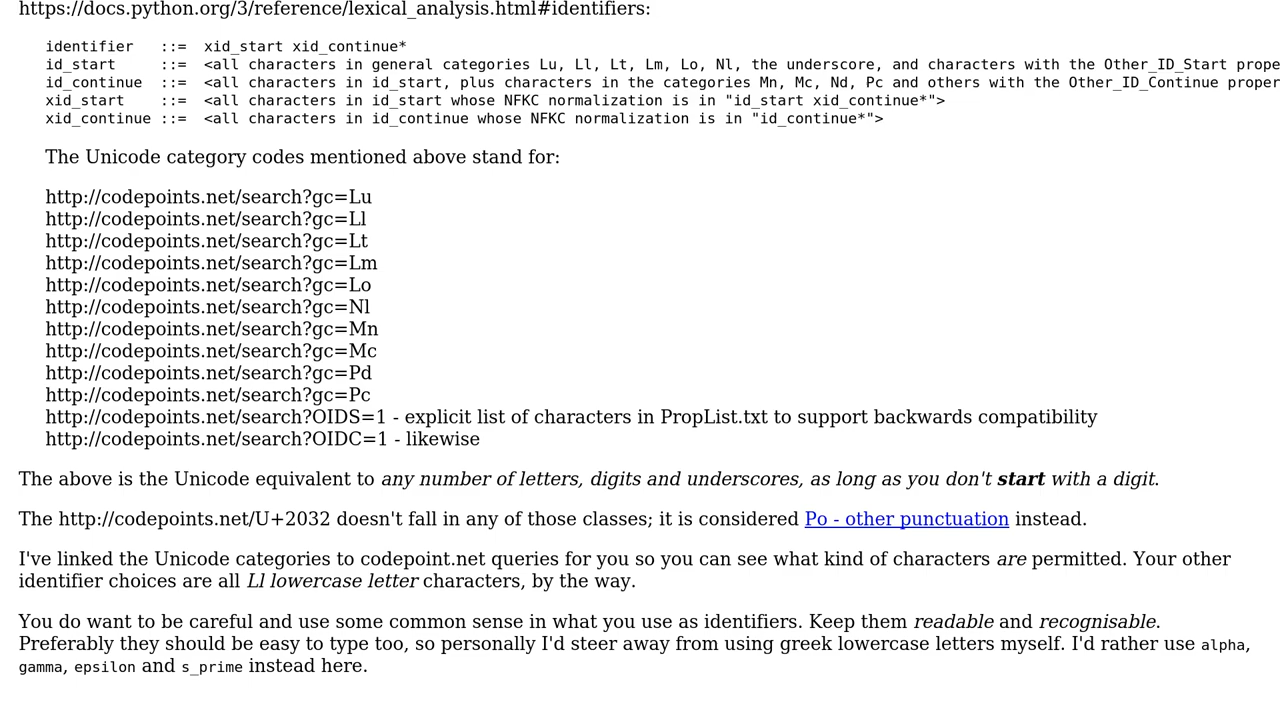 https://docs.python.org/3/reference/lexical_analysis.html#identifiers:
identifier   ::=  xid_start xid_continue*
id_start     ::=  <all characters in general categories Lu, Ll, Lt, Lm, Lo, Nl, the underscore, and characters with the Other_ID_Start prope
id_continue  ::=  <all characters in id_start, plus characters in the categories Mn, Mc, Nd, Pc and others with the Other_ID_Continue proper
xid_start    ::=  <all characters in id_start whose NFKC normalization is in "id_start xid_continue*">
xid_continue ::=  <all characters in id_continue whose NFKC normalization is in "id_continue*">
The Unicode category codes mentioned above stand for:
http://codepoints.net/search?gc=Lu
http://codepoints.net/search?gc=Ll
http://codepoints.net/search?gc=Lt
http://codepoints.net/search?gc=Lm
http://codepoints.net/search?gc=Lo
http://codepoints.net/search?gc=Nl
http://codepoints.net/search?gc=Mn
http://codepoints.net/search?gc=Mc
http://codepoints.net/search?gc=Pd
http://codepoints.net/search?gc=Pc
http://codepoints.net/search?OIDS=1 - explicit list of characters in PropList.txt to support backwards compatibility
http://codepoints.net/search?OIDC=1 - likewise
The above is the Unicode equivalent to any number of letters, digits and underscores, as long as you don't start with a digit.
The http://codepoints.net/U+2032 doesn't fall in any of those classes; it is considered Po - other punctuation instead.
I've linked the Unicode categories to codepoint.net queries for you so you can see what kind of characters are permitted. Your other
identifier choices are all Ll lowercase letter characters, by the way.
You do want to be careful and use some common sense in what you use as identifiers. Keep them readable and recognisable.
Preferably they should be easy to type too, so personally I'd steer away from using greek lowercase letters myself. I'd rather use alpha,
gamma, epsilon and s_prime instead here.